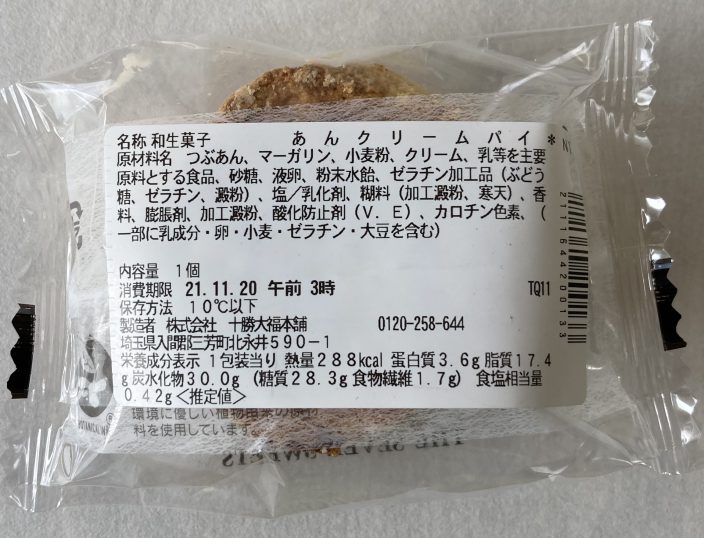 名称 和生菓子 あんクリームパイ*
原材料名 つぶあん、マーガリン、小麦粉、クリーム、乳等を主要
原料とする食品、砂糖、液卵、粉末水飴、ゼラチン加工品(ぶどう
糖、ゼラチン、澱粉)、塩/乳化剤、糊料(加工澱粉、寒天)、香
料、膨脹剤、加工澱粉、酸化防止剤(V.E)、カロチン色素、(
一部に乳成分・卵・小麦・ゼラチン・大豆を含む)
内容量 1個
消費期限 21.11.20 午前 3時 TQ11
保存方法 10℃以下
製造者 株式会社 十勝大福本舗 0120-258-644
埼玉県入間郡三芳町北永井590-1
栄養成分表示 1包装当り 熱量288kcal 蛋白質3.6g 脂質17.4
g 炭水化物30.0g (糖質28.3g 食物繊維1.7g) 食塩相当量
0.42g<推定値>
2111644200133
環境に優しい植物由来の原材
料を使用しています
THE SEVEN SWEETS